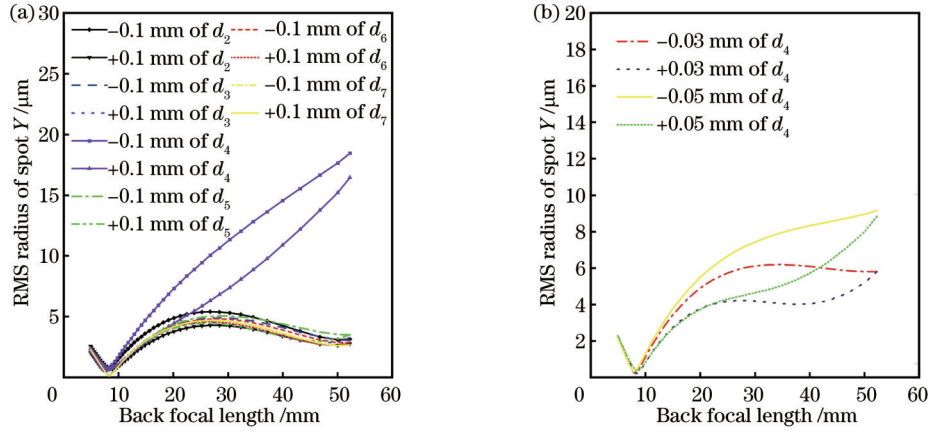 (a)
30
25
20
15
10
5
0
10
20
30
40
50
60
RMS radius of spot Y /μm
Back focal length /mm
−0.1 mm of d2
+0.1 mm of d2
−0.1 mm of d3
+0.1 mm of d3
−0.1 mm of d4
+0.1 mm of d4
−0.1 mm of d5
+0.1 mm of d5
−0.1 mm of d6
+0.1 mm of d6
−0.1 mm of d7
+0.1 mm of d7
(b)
20
18
16
14
12
10
8
6
4
2
0
10
20
30
40
50
60
RMS radius of spot Y /μm
Back focal length /mm
−0.03 mm of d4
+0.03 mm of d4
−0.05 mm of d4
+0.05 mm of d4